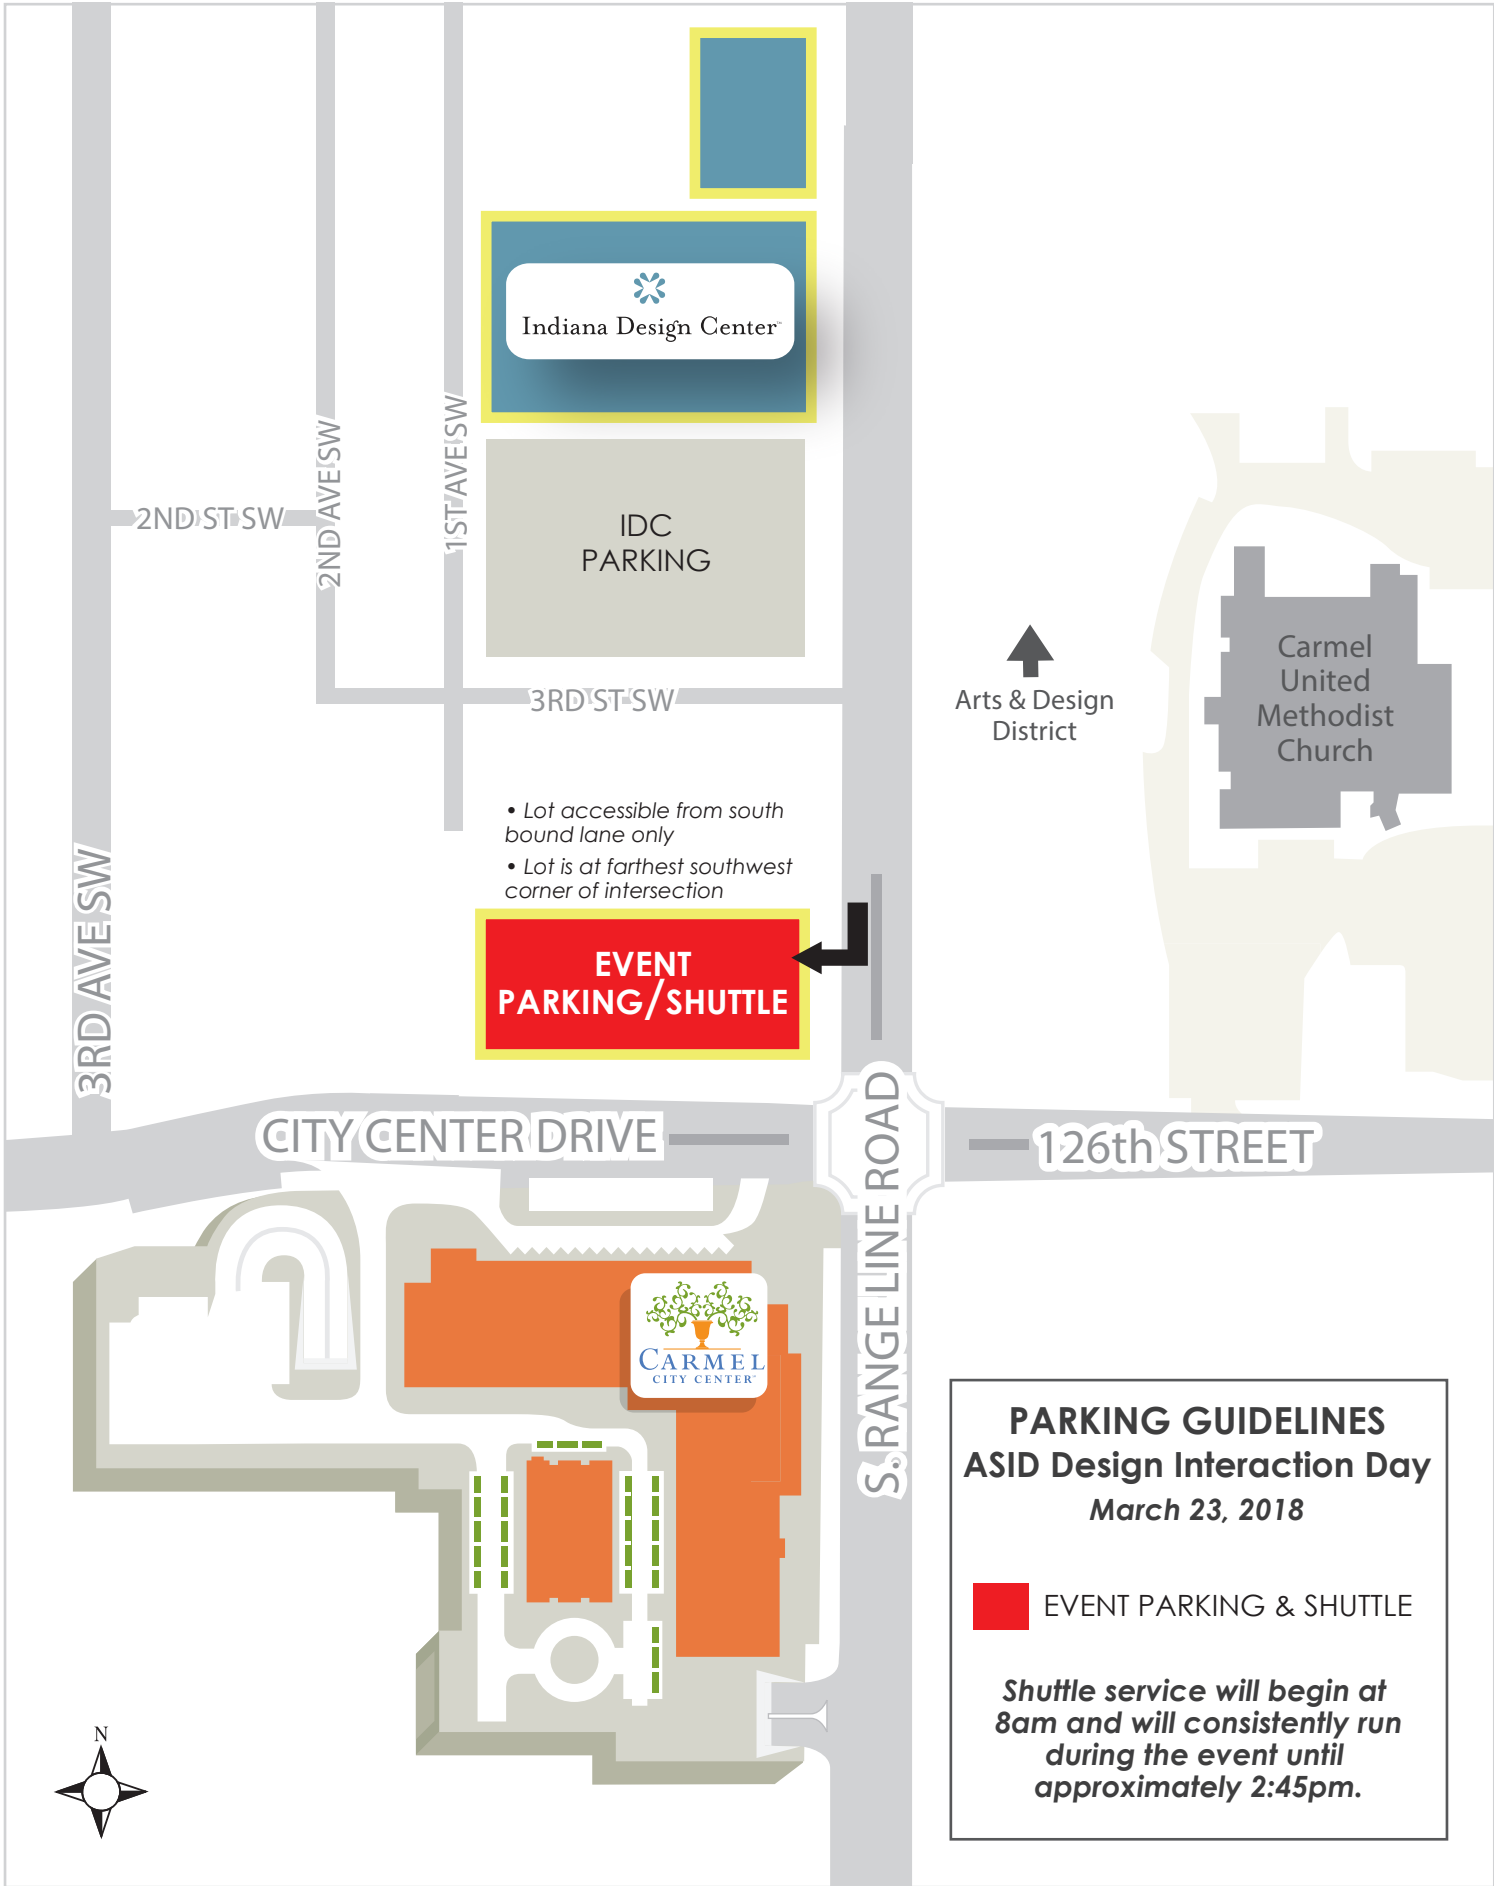 Indiana Design Center™
2ND ST SW
2ND AVE SW
1ST AVE SW
IDC
PARKING
3RD ST SW
Arts & Design
District
Carmel
United
Methodist
Church
• Lot accessible from south
bound lane only
• Lot is at farthest southwest
corner of intersection
EVENT
PARKING/SHUTTLE
3RD AVE SW
CITY CENTER DRIVE
126th STREET
S. RANGE LINE ROAD
CARMEL
CITY CENTER™
PARKING GUIDELINES
ASID Design Interaction Day
March 23, 2018
EVENT PARKING & SHUTTLE
Shuttle service will begin at
8am and will consistently run
during the event until
approximately 2:45pm.
N